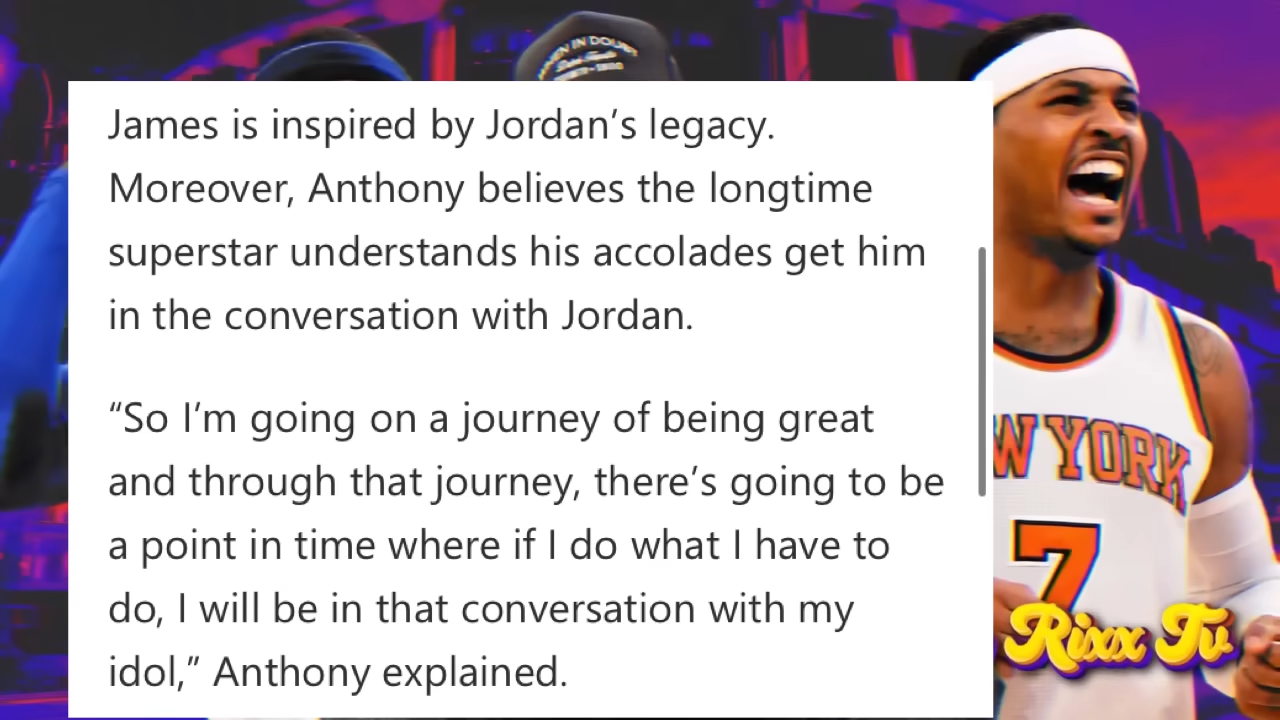 WHEN IN DOUBT
James is inspired by Jordan’s legacy.
Moreover, Anthony believes the longtime
superstar understands his accolades get him
in the conversation with Jordan.
“So I’m going on a journey of being great
and through that journey, there’s going to be
a point in time where if I do what I have to
do, I will be in that conversation with my
idol,” Anthony explained.
W YORK
7
Rixx Tv